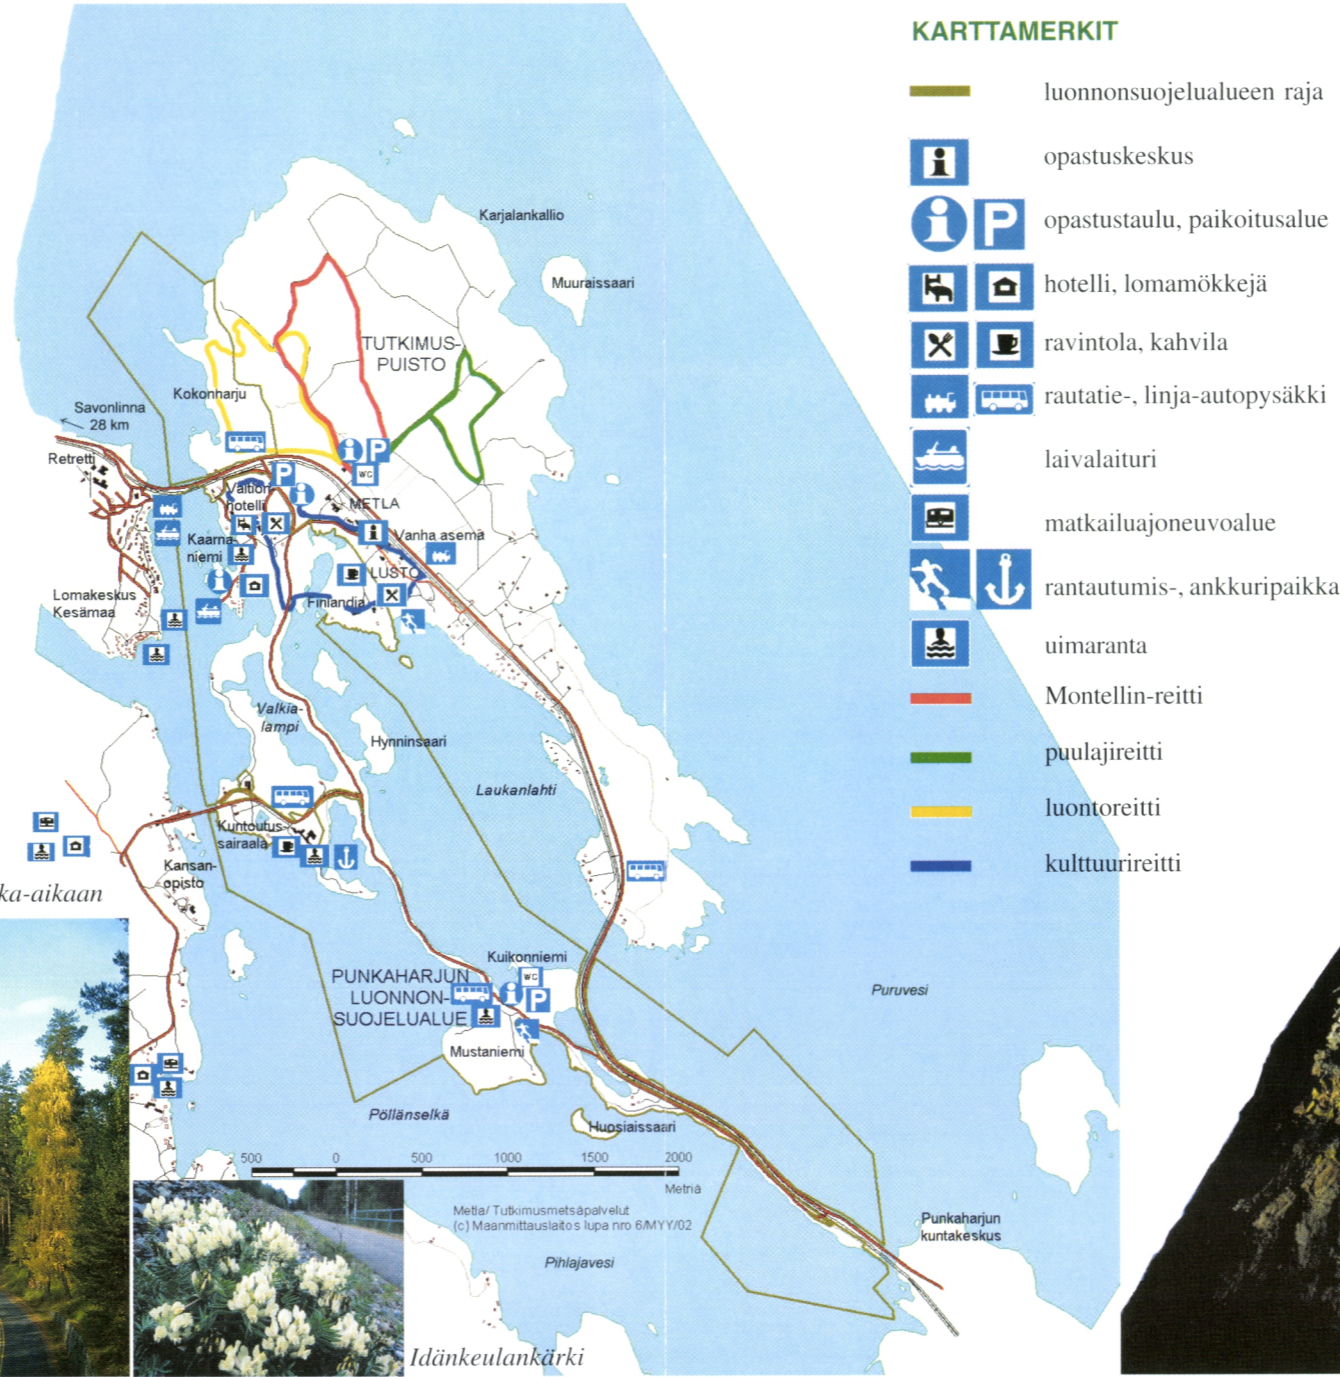 KARTTAMERKIT
luonnonsuojelualueen raja
opastuskeskus
P
opastustaulu, paikoitusalue
hotelli, lomamökkejä
ravintola, kahvila
rautatie-, linja-autopysäkki
laivalaituri
matkailuajoneuvoalue
rantautumis-, ankkuripaikka
uimaranta
Montellin-reitti
puulajireitti
luontoreitti
kulttuurireitti
Karjalankallio
Muuraissaari
TUTKIMUS-
PUISTO
Kokonharju
Savonlinna
28 km
Retretti
P
WC
P
Valtion
hotelli
METLA
Vanha asema
Kaarna-
niemi
LUSTO
Finlandia
Lomakeskus
Kesämaa
Valkia-
lampi
Hynninsaari
Laukanlahti
Kuntoutus-
sairaala
Kansan-
opisto
ka-aikaan
Kuikonniemi
WC
P
PUNKAHARJUN
LUONNON-
SUOJELUALUE
Mustaniemi
Puruvesi
Pöllänselkä
Huosiaissaari
500 0 500 1000 1500 2000
Metriä
Metla/ Tutkimusmetsäpalvelut
(c) Maanmittauslaitos lupa nro 6/MYY/02
Punkaharjun
kuntakeskus
Pihlajavesi
Idänkeulankärki